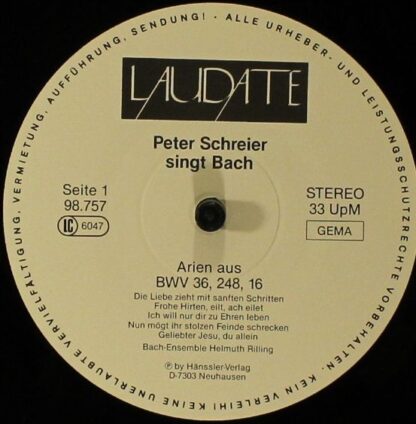 LAUDATE
Peter Schreier
singt Bach
Seite 1
98.757
LC 6047
STEREO
33 UpM
GEMA
Arien aus
BWV 36, 248, 16
Die Liebe zieht mit sanften Schritten
Frohe Hirten, eilt, ach eilet
Ich will nur dir zu Ehren leben
Nun mögt ihr stolzen Feinde schrecken
Geliebter Jesu, du allein
Bach-Ensemble Helmuth Rilling
℗ by Hänssler-Verlag
D-7303 Neuhausen
ALLE URHEBER- UND LEISTUNGSSCHUTZRECHTE VORBEHALTEN · KEIN VERLEIH! KEINE UNERLAUBTE VERVIELFÄLTIGUNG, VERMIETUNG, AUFFÜHRUNG, SENDUNG! ·